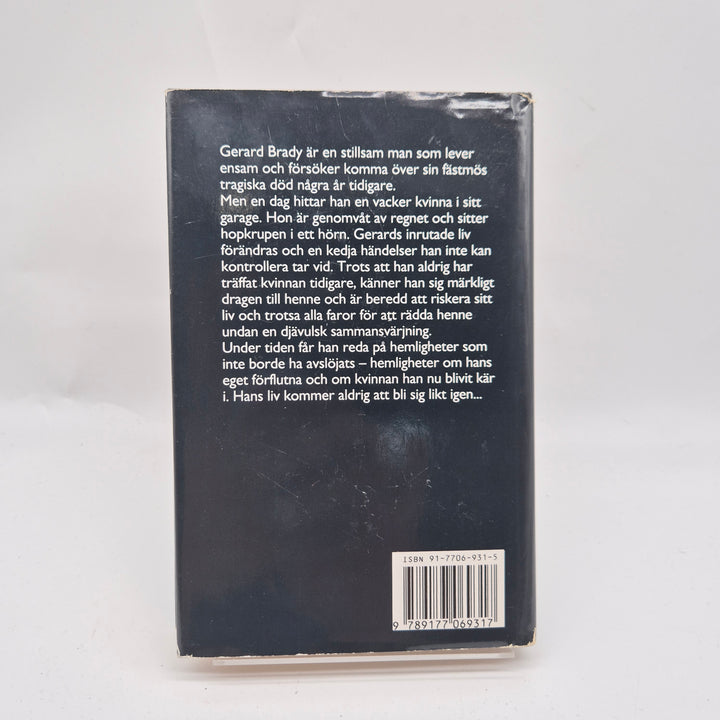 Gerard Brady är en stillsam man som lever
ensam och försöker komma över sin fästmös
tragiska död några år tidigare.
Men en dag hittar han en vacker kvinna i sitt
garage. Hon är genomvåt av regnet och sitter
hopkrupen i ett hörn. Gerards inrutade liv
förändras och en kedja händelser han inte kan
kontrollera tar vid. Trots att han aldrig har
träffat kvinnan tidigare, känner han sig märkligt
dragen till henne och är beredd att riskera sitt
liv och trotsa alla faror för att rädda henne
undan en djävulsk sammansvärjning.
Under tiden får han reda på hemligheter som
inte borde ha avslöjats – hemligheter om hans
eget förflutna och om kvinnan han nu blivit kär
i. Hans liv kommer aldrig att bli sig likt igen...
ISBN 91-7706-931-5
9 789177 069317